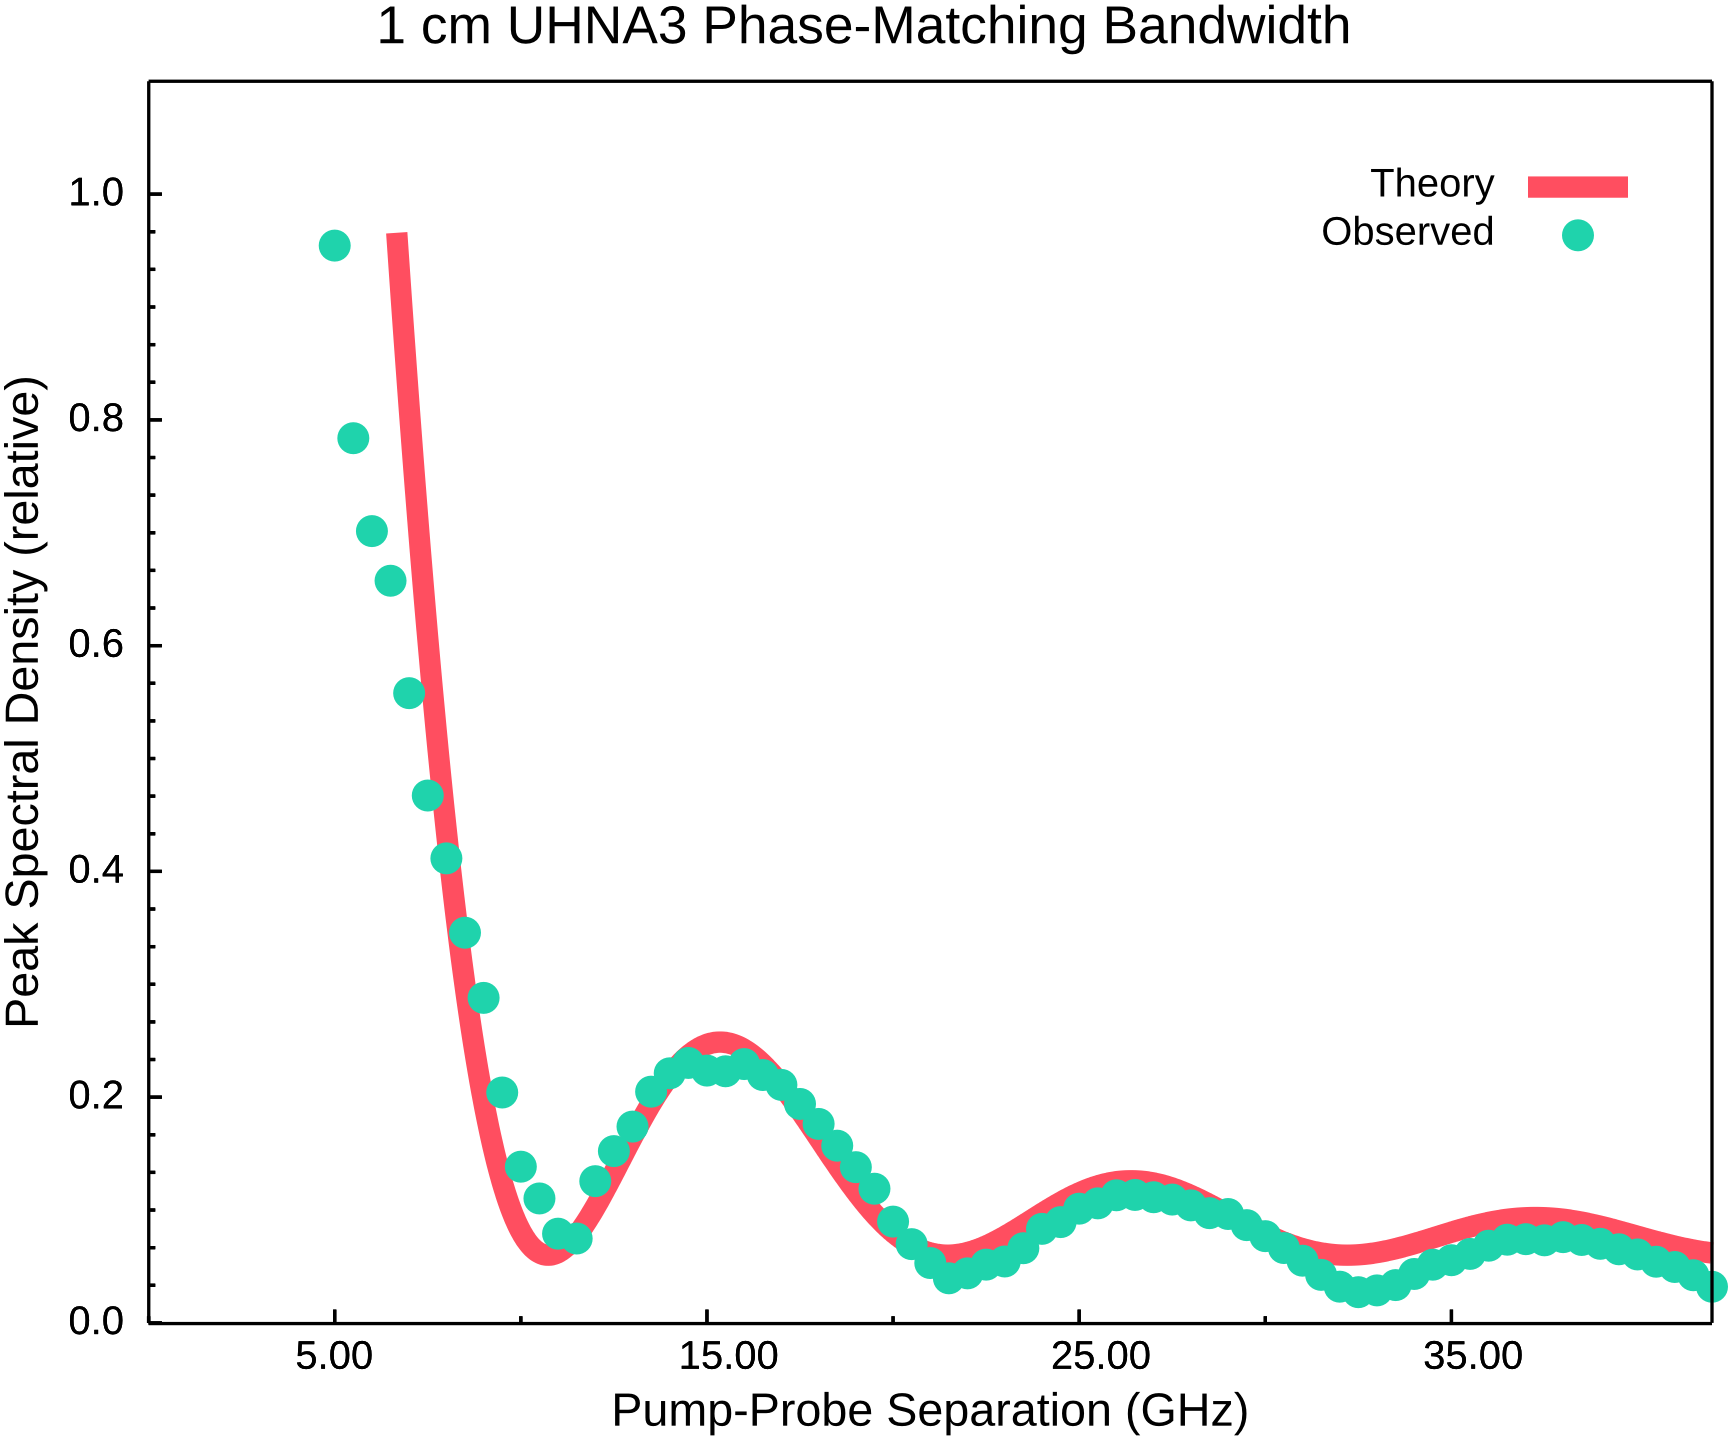 1 cm UHNA3 Phase-Matching Bandwidth
Theory
Observed
Peak Spectral Density (relative)
1.0
0.8
0.6
0.4
0.2
0.0
5.00 15.00 25.00 35.00
Pump-Probe Separation (GHz)